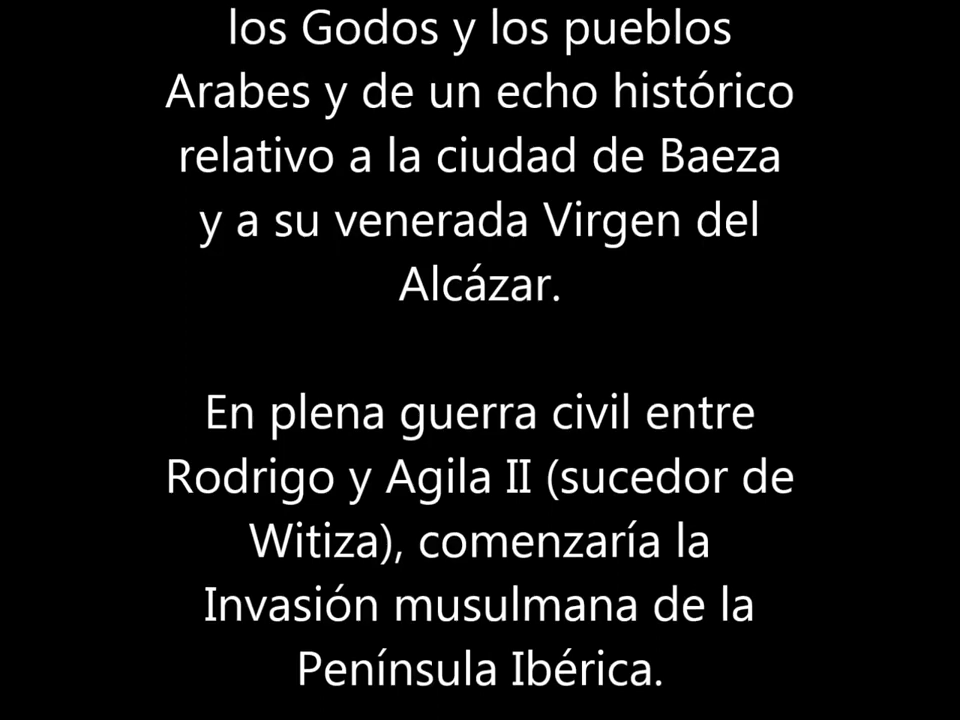 los Godos y los pueblos
Arabes y de un echo histórico
relativo a la ciudad de Baeza
y a su venerada Virgen del
Alcázar.
En plena guerra civil entre
Rodrigo y Agila II (sucedor de
Witiza), comenzaría la
Invasión musulmana de la
Península Ibérica.